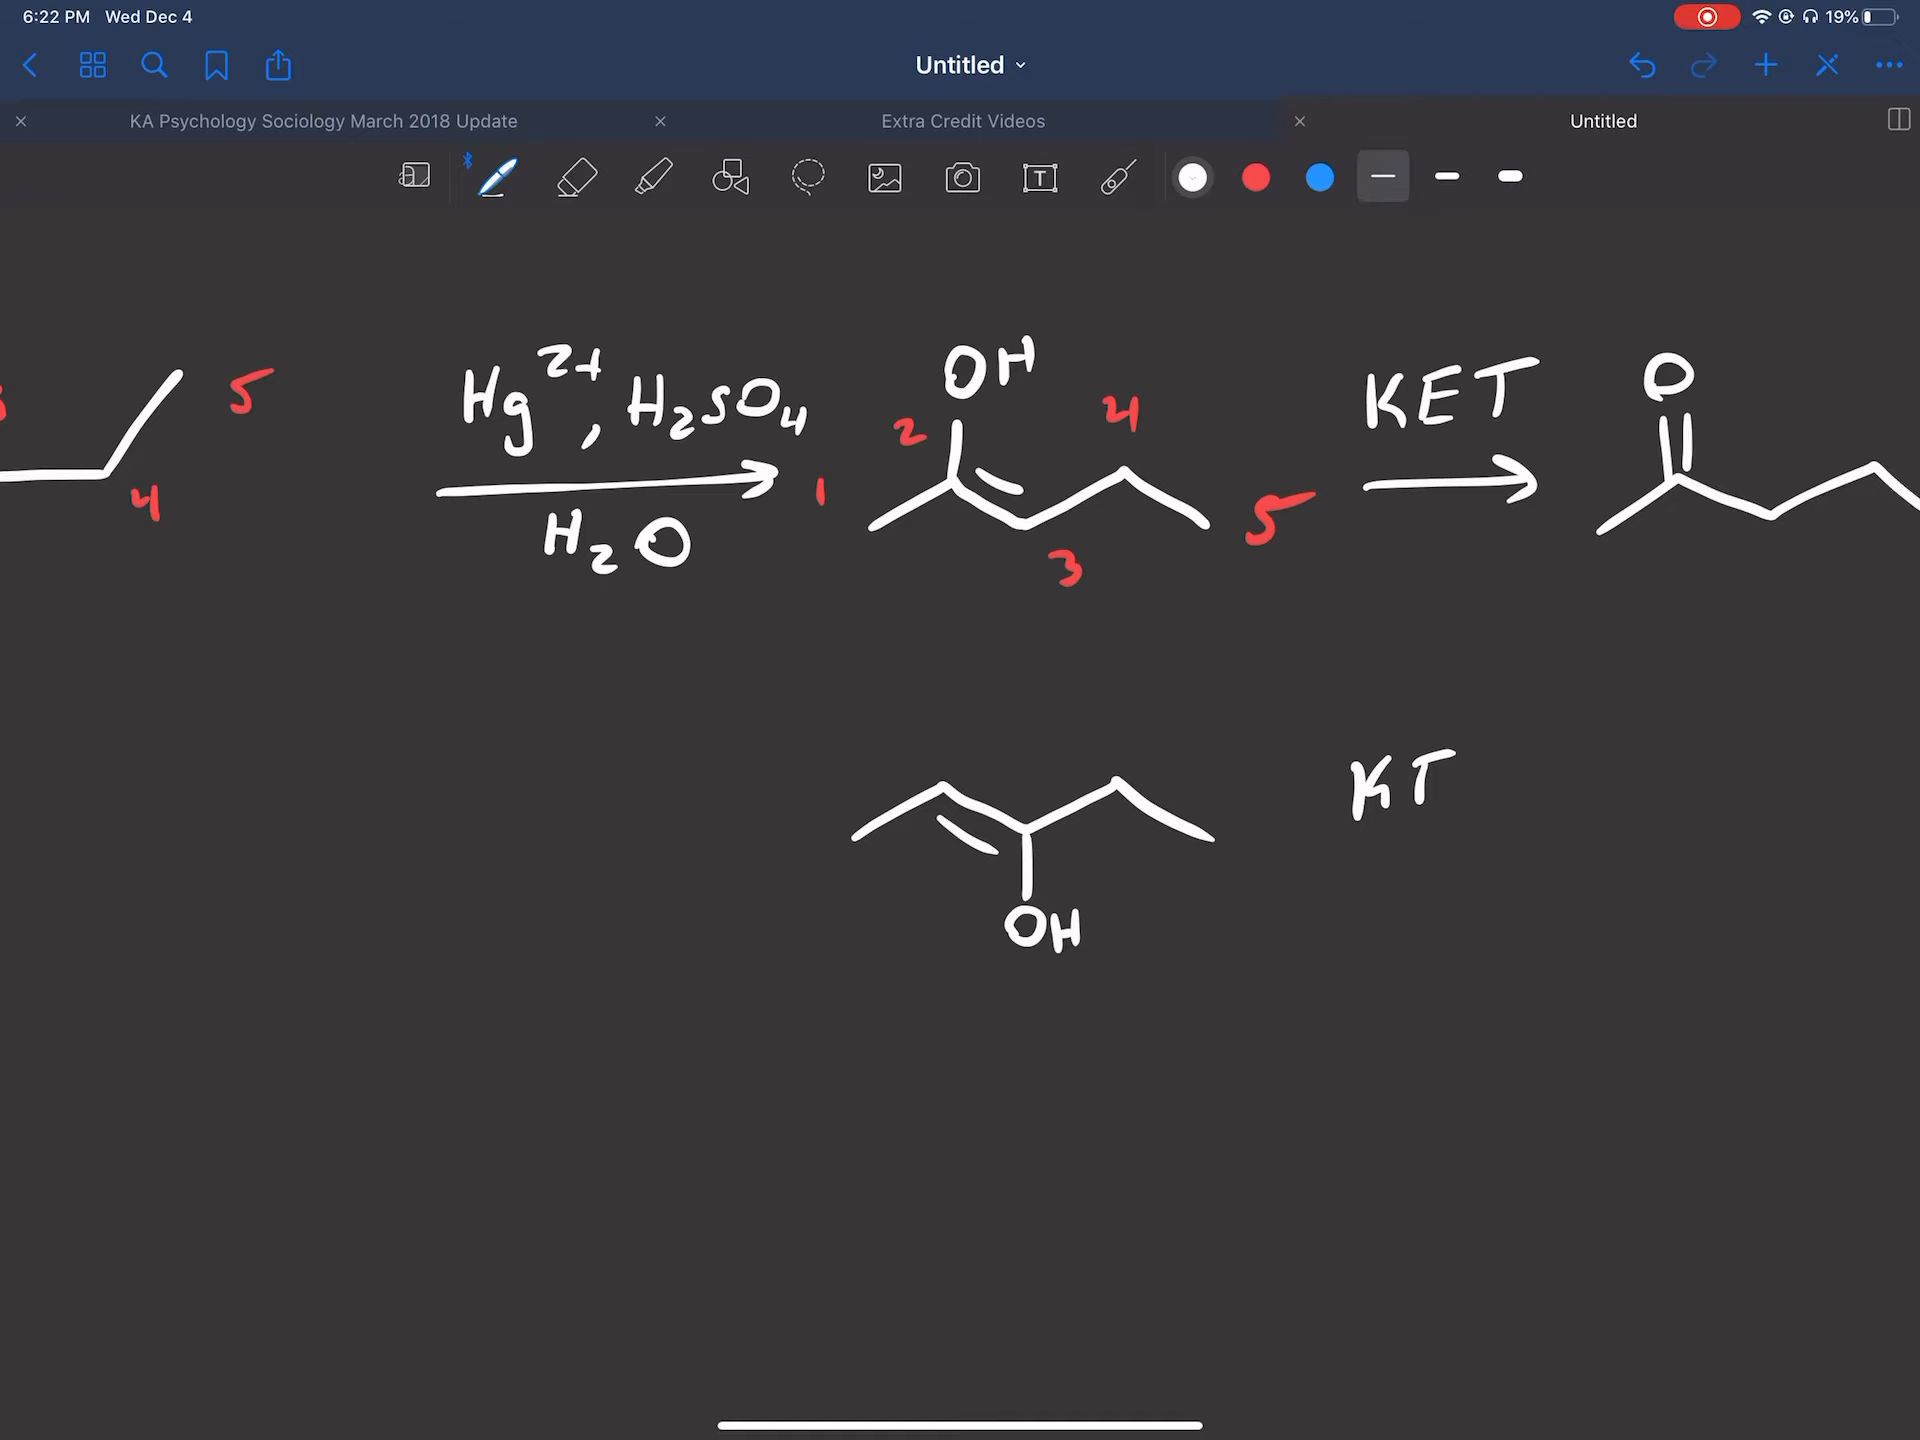 6:22 PM Wed Dec 4
19%
Untitled
KA Psychology Sociology March 2018 Update
Extra Credit Videos
Untitled
T
5
4
Hg2+, H2SO4
H2O
OH
1
2
3
4
5
KET
O
OH
KT